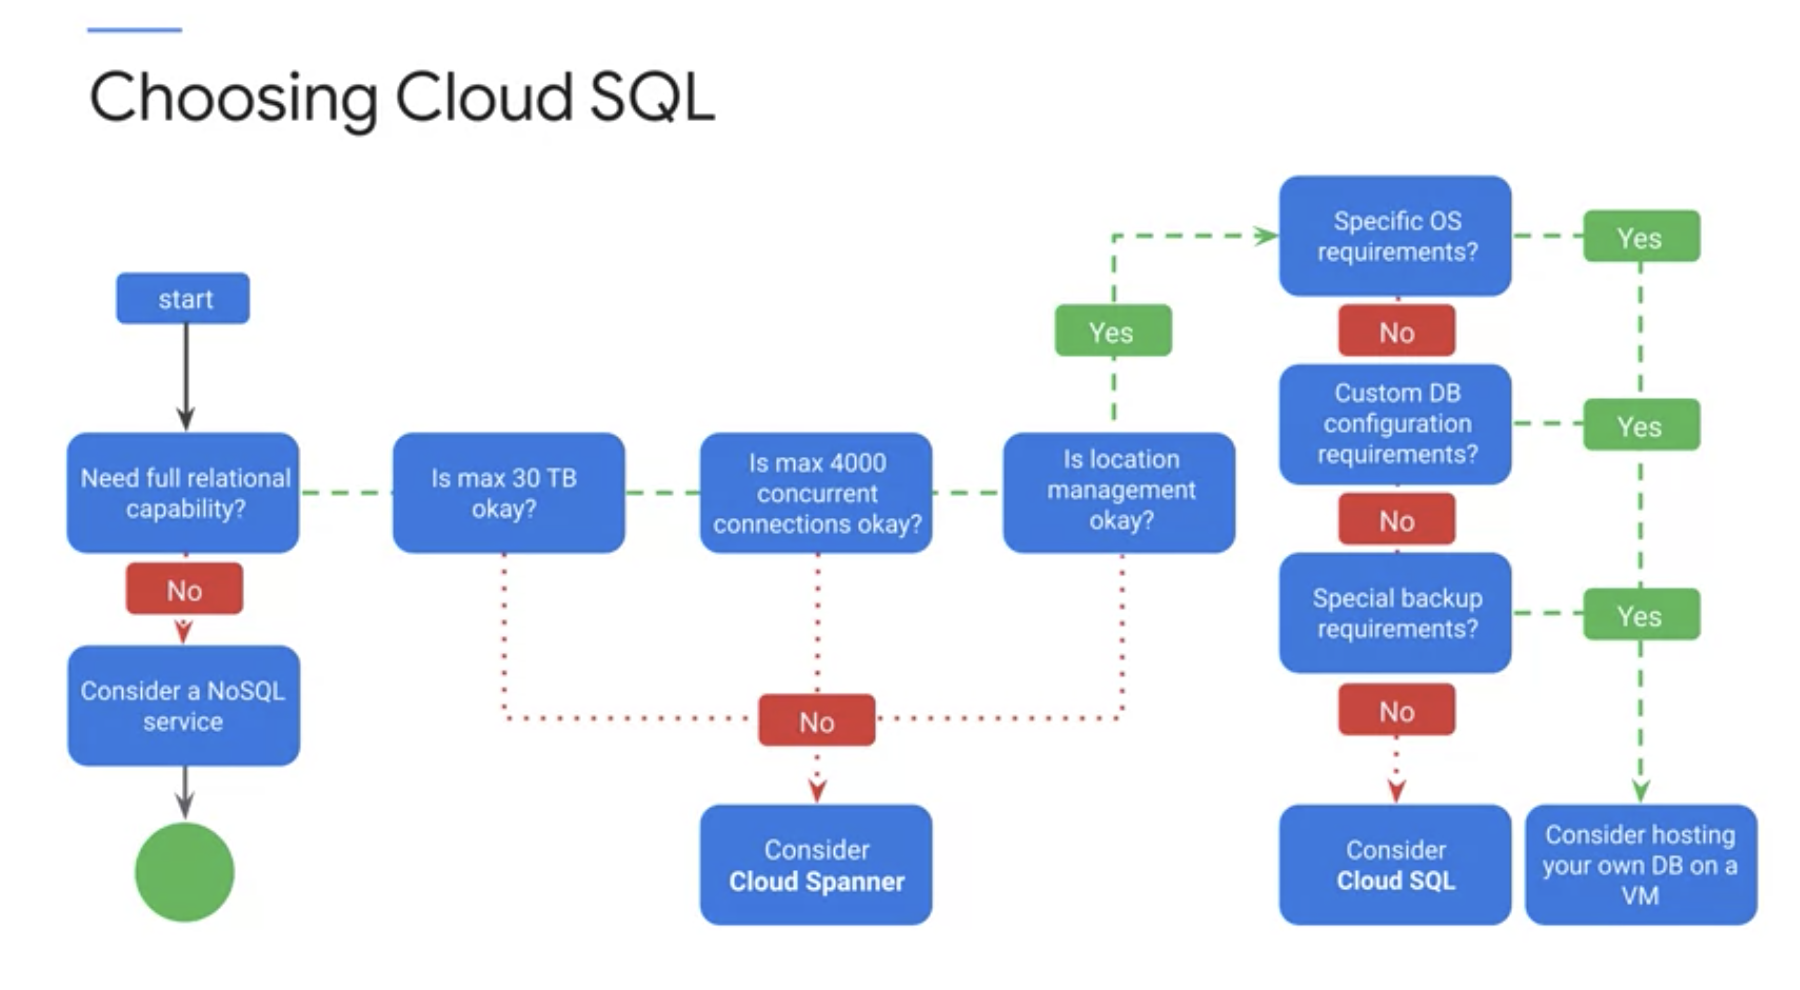 Choosing Cloud SQL
start
Need full relational
capability?
No
Consider a NoSQL
service
Is max 30 TB
okay?
Is max 4000
concurrent
connections okay?
Is location
management
okay?
No
Consider
Cloud Spanner
Yes
Specific OS
requirements?
Yes
No
Custom DB
configuration
requirements?
Yes
No
Special backup
requirements?
Yes
No
Consider
Cloud SQL
Consider hosting
your own DB on a
VM